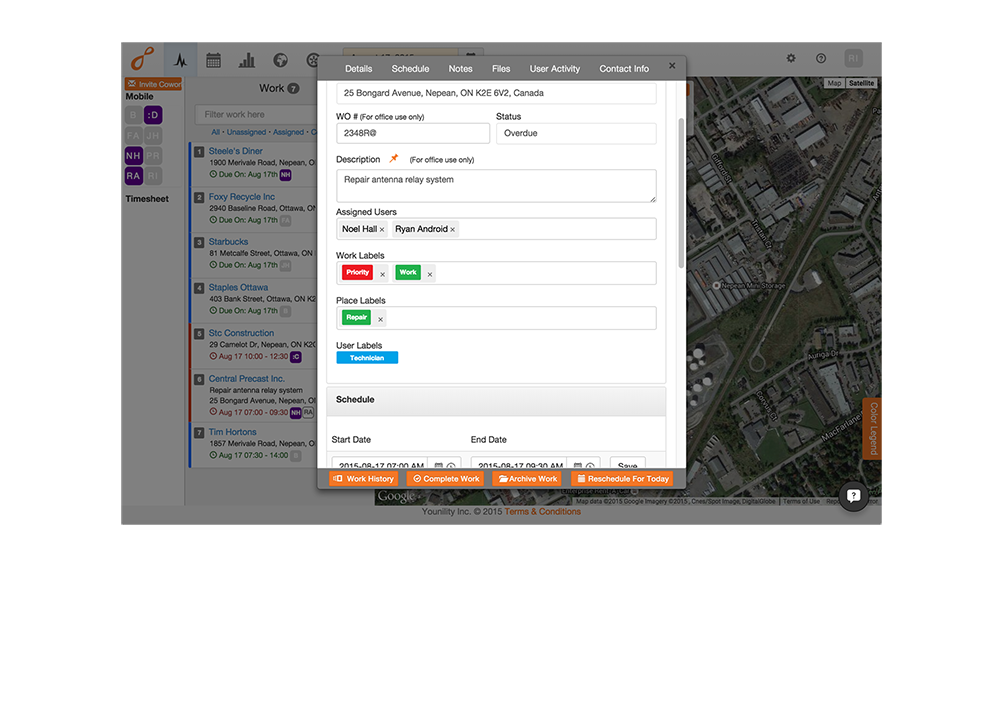 Details Schedule Notes Files User Activity Contact Info ×
RI
Invite Cowor
Mobile
B :D
FA JH
NH PR
RA RI
Timesheet
Work ?
Filter work here
All • Unassigned • Assigned •
1 Steele's Diner
1900 Merivale Road, Nepean, O
Due On: Aug 17th NH
2 Foxy Recycle Inc
2940 Baseline Road, Ottawa, ON
Due On: Aug 17th FA
3 Starbucks
81 Metcalfe Street, Ottawa, ON
Due On: Aug 17th JH
4 Staples Ottawa
403 Bank Street, Ottawa, ON K2
Due On: Aug 17th
5 Stc Construction
29 Camelot Dr, Nepean, ON K2G
Aug 17 10:00 - 12:30 :C
6 Central Precast Inc.
Repair antenna relay system
25 Bongard Avenue, Nepean, O
Aug 17 07:00 - 09:30 NH RA
7 Tim Hortons
1857 Merivale Road, Nepean, O
Aug 17 07:30 - 14:00
25 Bongard Avenue, Nepean, ON K2E 6V2, Canada
WO # (For office use only) Status
2348R@ Overdue
Description (For office use only)
Repair antenna relay system
Assigned Users
Noel Hall × Ryan Android ×
Work Labels
Priority × Work ×
Place Labels
Repair ×
User Labels
Technician
Schedule
Start Date End Date
2015-08-17 07:00 AM 2015-08-17 09:30 AM Save
Work History Complete Work Archive Work Reschedule For Today
Map Satellite
Nepean Mini Storage
Auriga Dr
MacFarlane
Color Legend
Google
Map data ©2015 Google Imagery ©2015, Cnes/Spot Image, DigitalGlobe Terms of Use
Younility Inc. © 2015 Terms & Conditions